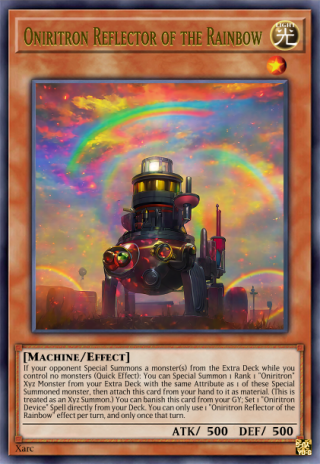 Oniritron Reflector of the Rainbow
LIGHT
光
[Machine/Effect]
If your opponent Special Summons a monster(s) from the Extra Deck while you
control no monsters (Quick Effect): You can Special Summon 1 Rank 1 "Oniritron"
Xyz Monster from your Extra Deck with the same Attribute as 1 of these Special
Summoned monster, then attach this card from your hand to it as material. (This is
treated as an Xyz Summon.) You can banish this card from your GY; Set 1 "Oniritron
Device" Spell directly from your Deck. You can only use 1 "Oniritron Reflector of the
Rainbow" effect per turn, and only once that turn.
ATK/ 500 DEF/ 500
Xarc